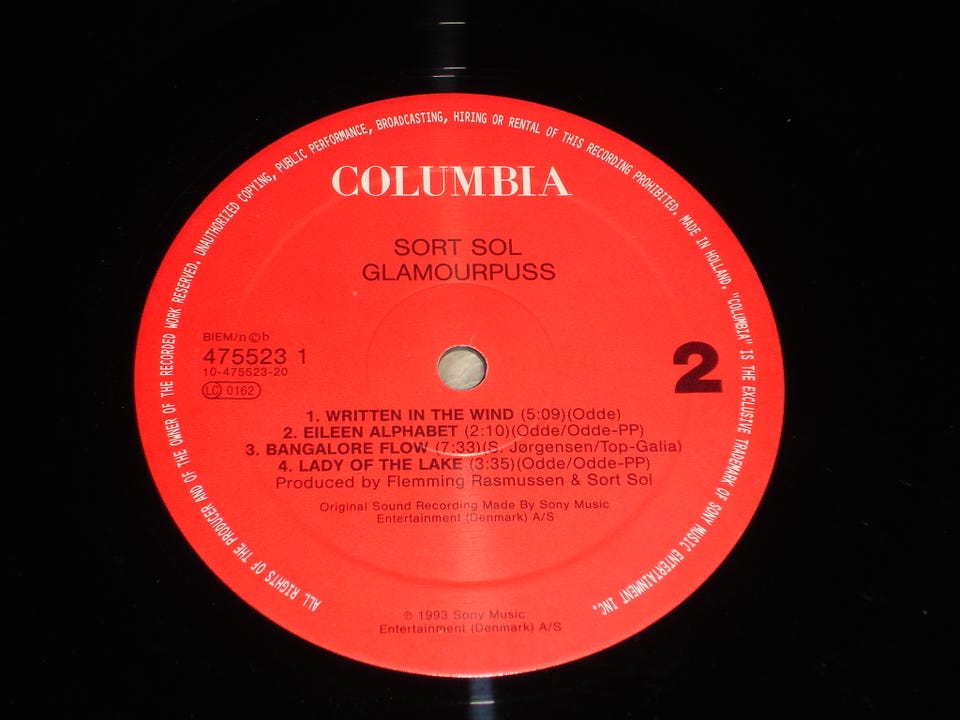 ALL RIGHTS OF THE PRODUCER AND OF THE OWNER OF THE RECORDED WORK RESERVED. UNAUTHORIZED COPYING, PUBLIC PERFORMANCE, BROADCASTING, HIRING OR RENTAL OF THIS RECORDING PROHIBITED. MADE IN HOLLAND. "COLUMBIA" IS THE EXCLUSIVE TRADEMARK OF SONY MUSIC ENTERTAINMENT INC.
COLUMBIA
SORT SOL
GLAMOURPUSS
BIEM/n©b
475523 1
10-475523-20
LC 0162
2
1. WRITTEN IN THE WIND (5:09)(Odde)
2. EILEEN ALPHABET (2:10)(Odde/Odde-PP)
3. BANGALORE FLOW (7:33)(S. Jørgensen/Top-Galia)
4. LADY OF THE LAKE (3:35)(Odde/Odde-PP)
Produced by Flemming Rasmussen & Sort Sol
Original Sound Recording Made By Sony Music
Entertainment (Denmark) A/S
℗ 1993 Sony Music
Entertainment (Denmark) A/S